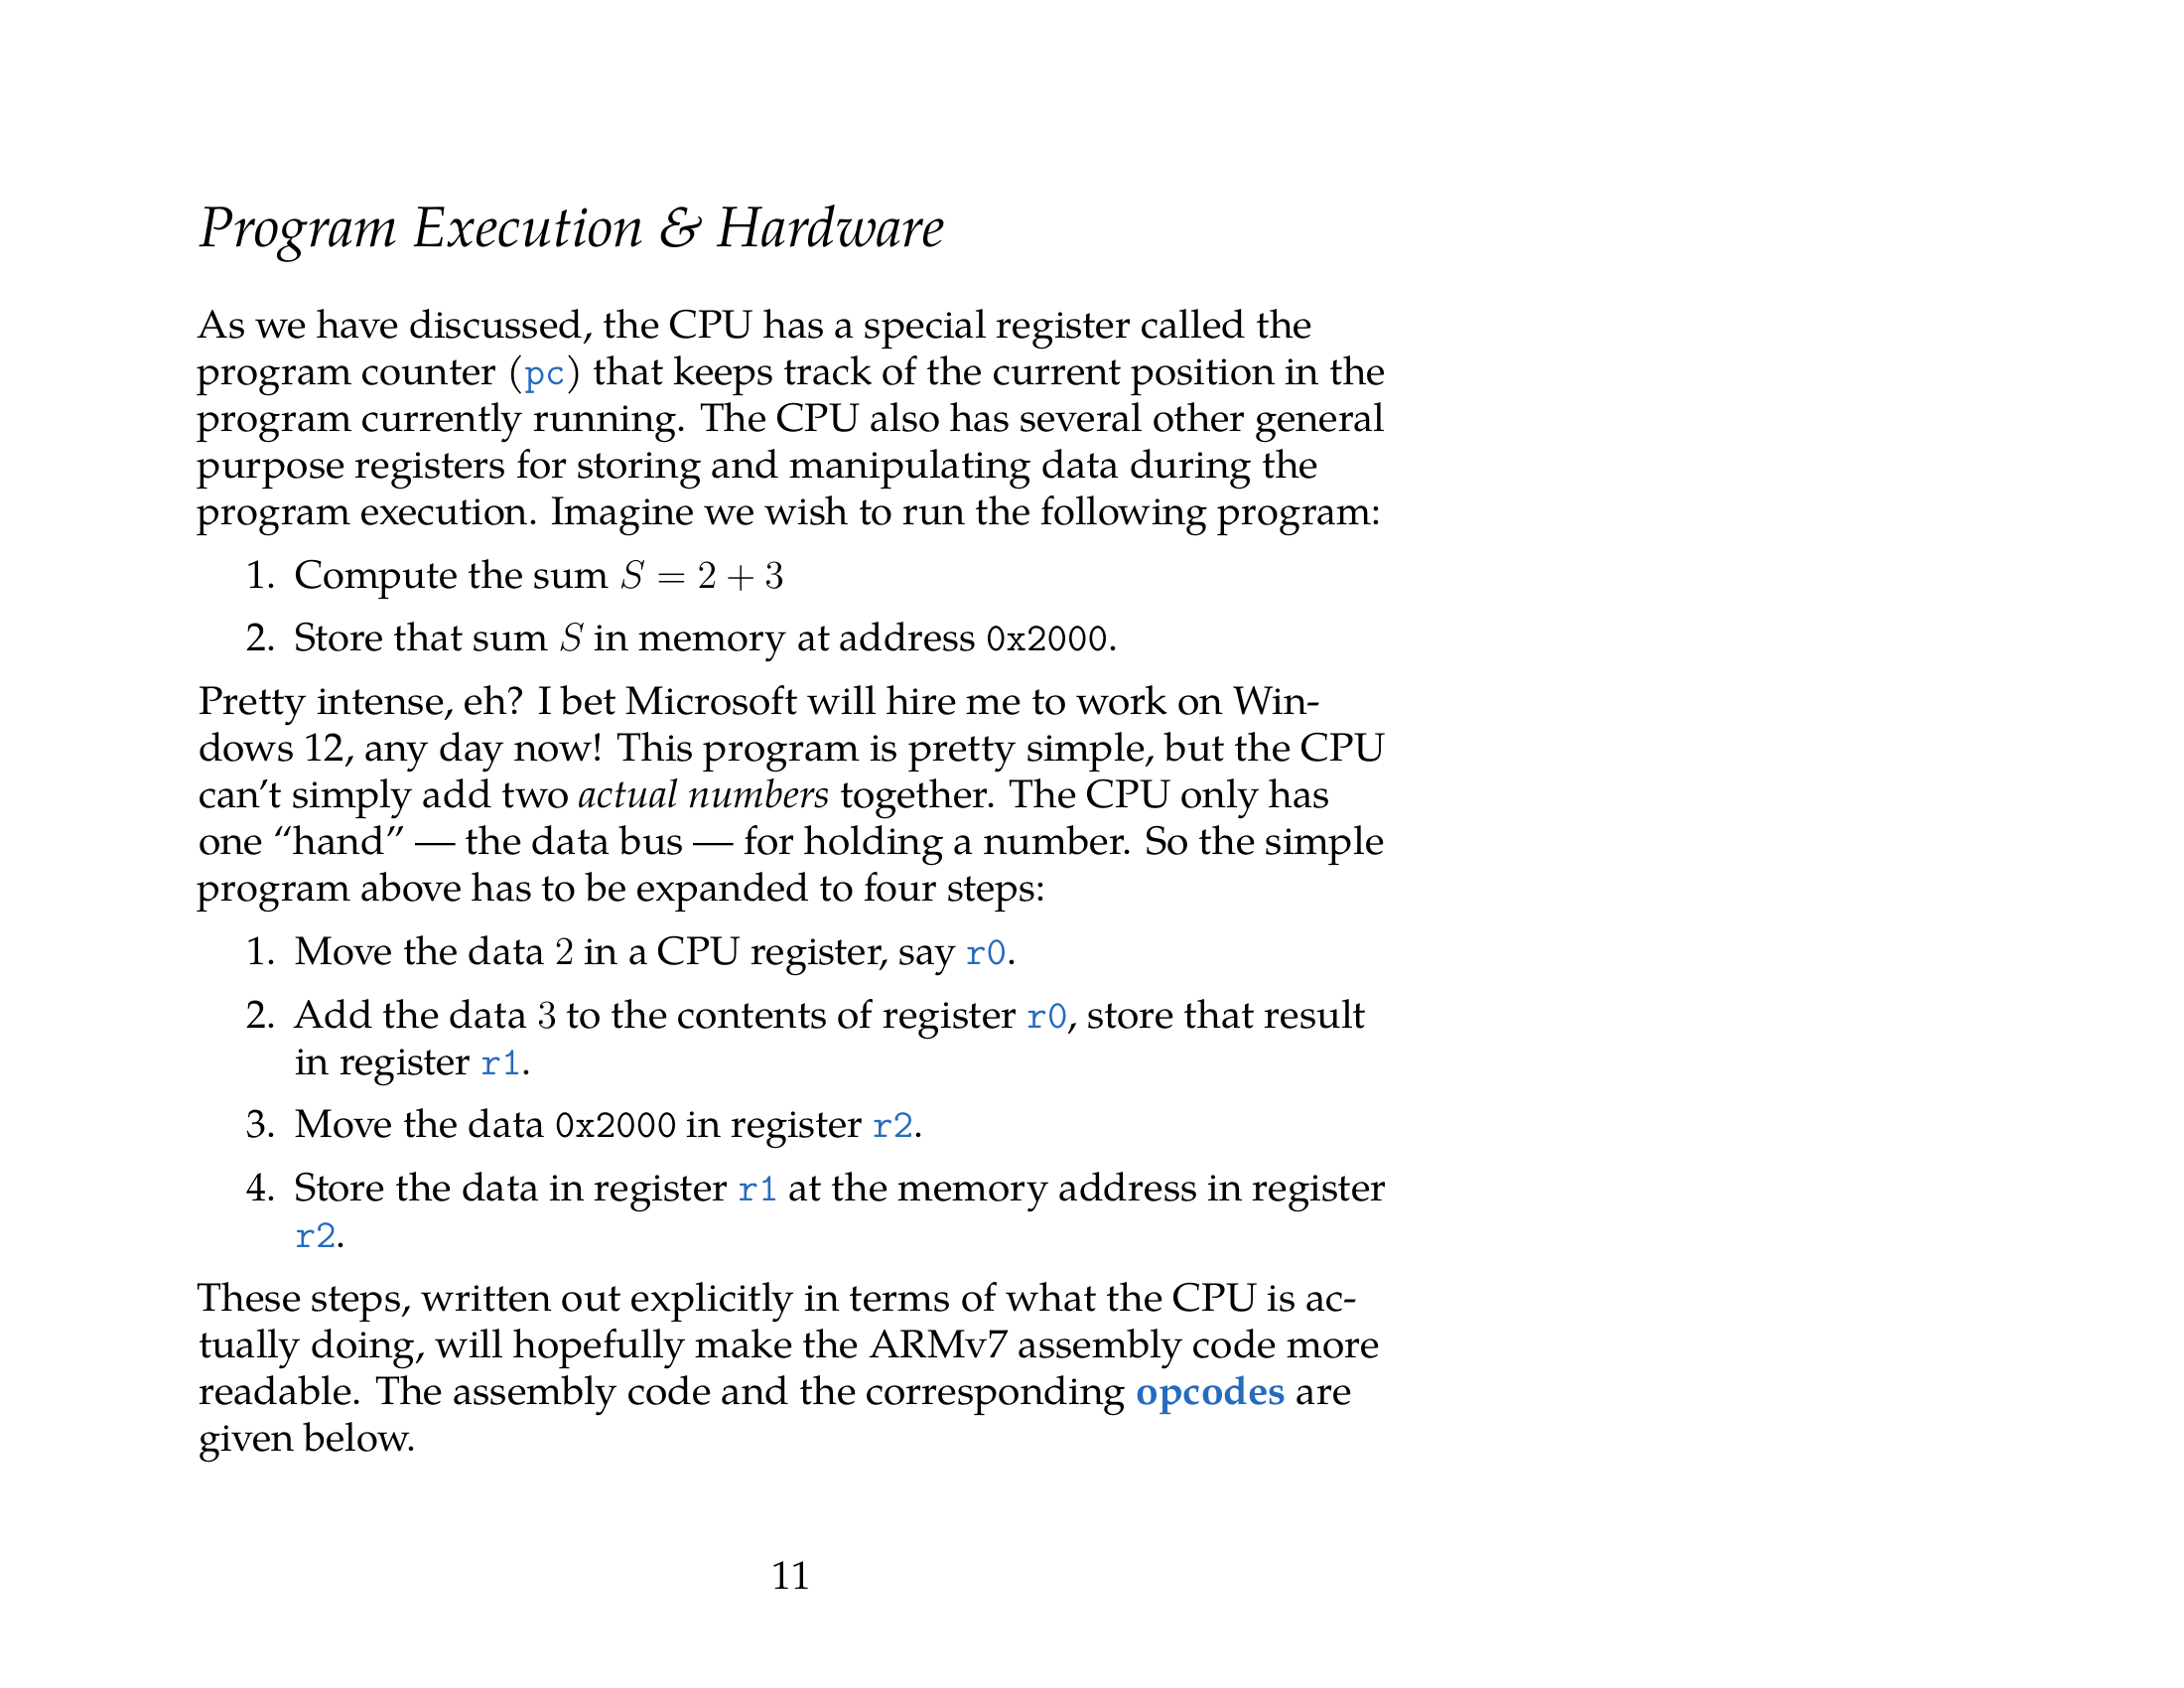 Program Execution & Hardware
As we have discussed, the CPU has a special register called the
program counter (pc) that keeps track of the current position in the
program currently running. The CPU also has several other general
purpose registers for storing and manipulating data during the
program execution. Imagine we wish to run the following program:
1. Compute the sum S = 2 + 3
2. Store that sum S in memory at address 0x2000.
Pretty intense, eh? I bet Microsoft will hire me to work on Win-
dows 12, any day now! This program is pretty simple, but the CPU
can't simply add two actual numbers together. The CPU only has
one “hand” — the data bus — for holding a number. So the simple
program above has to be expanded to four steps:
1. Move the data 2 in a CPU register, say r0.
2. Add the data 3 to the contents of register r0, store that result
in register r1.
3. Move the data 0x2000 in register r2.
4. Store the data in register r1 at the memory address in register
r2.
These steps, written out explicitly in terms of what the CPU is ac-
tually doing, will hopefully make the ARMv7 assembly code more
readable. The assembly code and the corresponding opcodes are
given below.
11